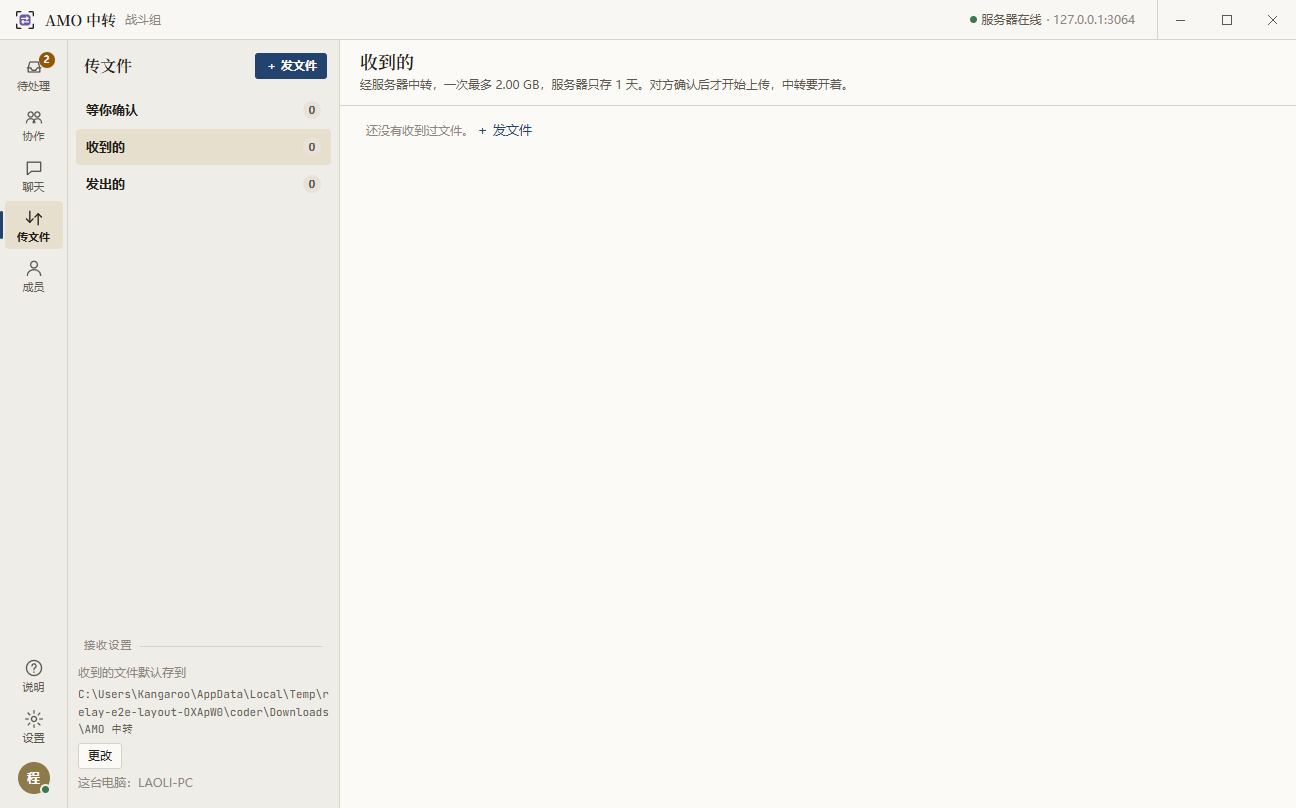 AMO 中转 战斗组
服务器在线 · 127.0.0.1:3064
2
待处理
协作
聊天
传文件
成员
说明
设置
程
传文件
+ 发文件
等你确认 0
收到的 0
发出的 0
接收设置
收到的文件默认存到
C:\Users\Kangaroo\AppData\Local\Temp\r
elay-e2e-layout-OXApW0\coder\Downloads
\AMO 中转
更改
这台电脑：LAOLI-PC
收到的
经服务器中转，一次最多 2.00 GB，服务器只存 1 天。对方确认后才开始上传，中转要开着。
还没有收到过文件。 + 发文件